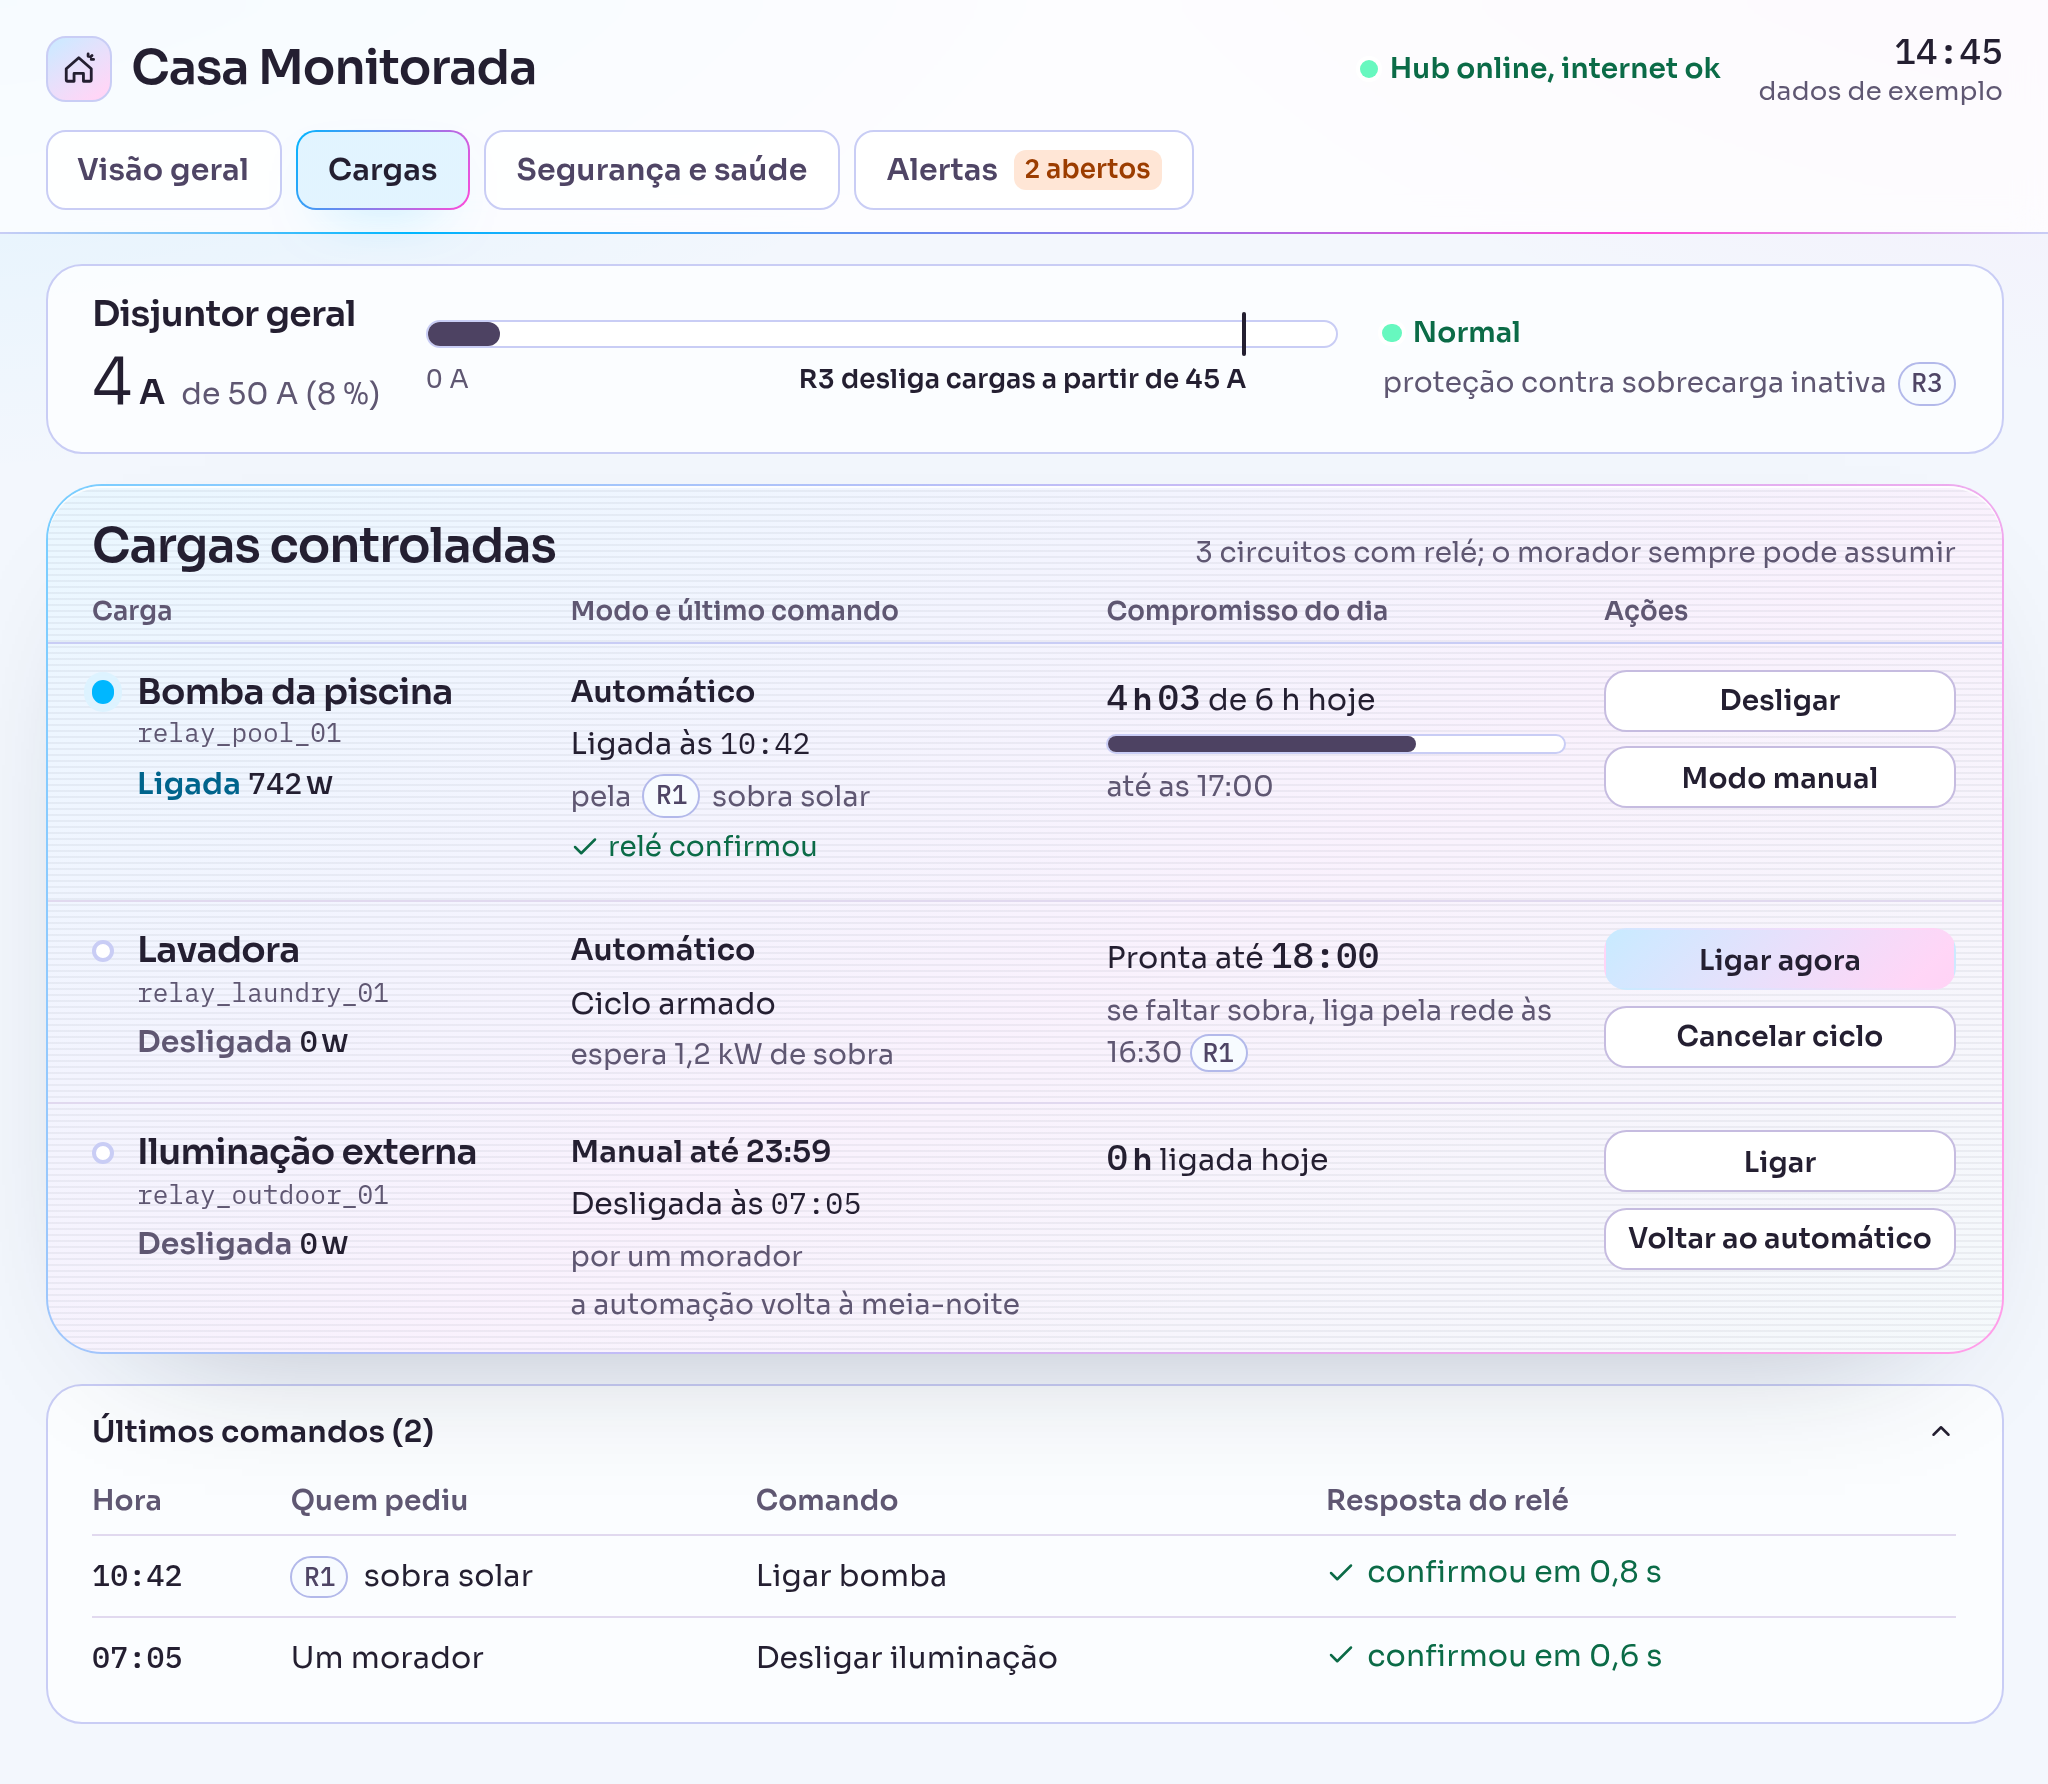 Casa Monitorada
Hub online, internet ok
14:45
dados de exemplo
Visão geral
Cargas
Segurança e saúde
Alertas 2 abertos
Disjuntor geral
4 A de 50 A (8 %)
0 A
R3 desliga cargas a partir de 45 A
Normal
proteção contra sobrecarga inativa R3
Cargas controladas
3 circuitos com relé; o morador sempre pode assumir
Carga
Modo e último comando
Compromisso do dia
Ações
Bomba da piscina
relay_pool_01
Ligada 742 W
Automático
Ligada às 10:42
pela R1 sobra solar
relé confirmou
4 h 03 de 6 h hoje
até as 17:00
Desligar
Modo manual
Lavadora
relay_laundry_01
Desligada 0 W
Automático
Ciclo armado
espera 1,2 kW de sobra
Pronta até 18:00
se faltar sobra, liga pela rede às
16:30 R1
Ligar agora
Cancelar ciclo
Iluminação externa
relay_outdoor_01
Desligada 0 W
Manual até 23:59
Desligada às 07:05
por um morador
a automação volta à meia-noite
0 h ligada hoje
Ligar
Voltar ao automático
Últimos comandos (2)
Hora
Quem pediu
Comando
Resposta do relé
10:42
R1 sobra solar
Ligar bomba
confirmou em 0,8 s
07:05
Um morador
Desligar iluminação
confirmou em 0,6 s